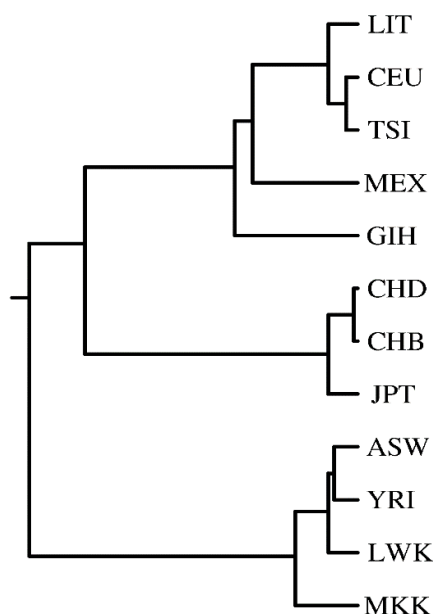 LIT
CEU
TSI
MEX
GIH
CHD
CHB
JPT
ASW
YRI
LWK
MKK